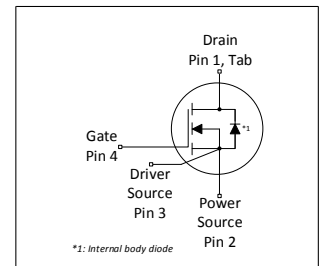 Drain
Pin 1, Tab
*1
Gate
Pin 4
Driver
Source
Pin 3
Power
Source
Pin 2
*1: Internal body diode